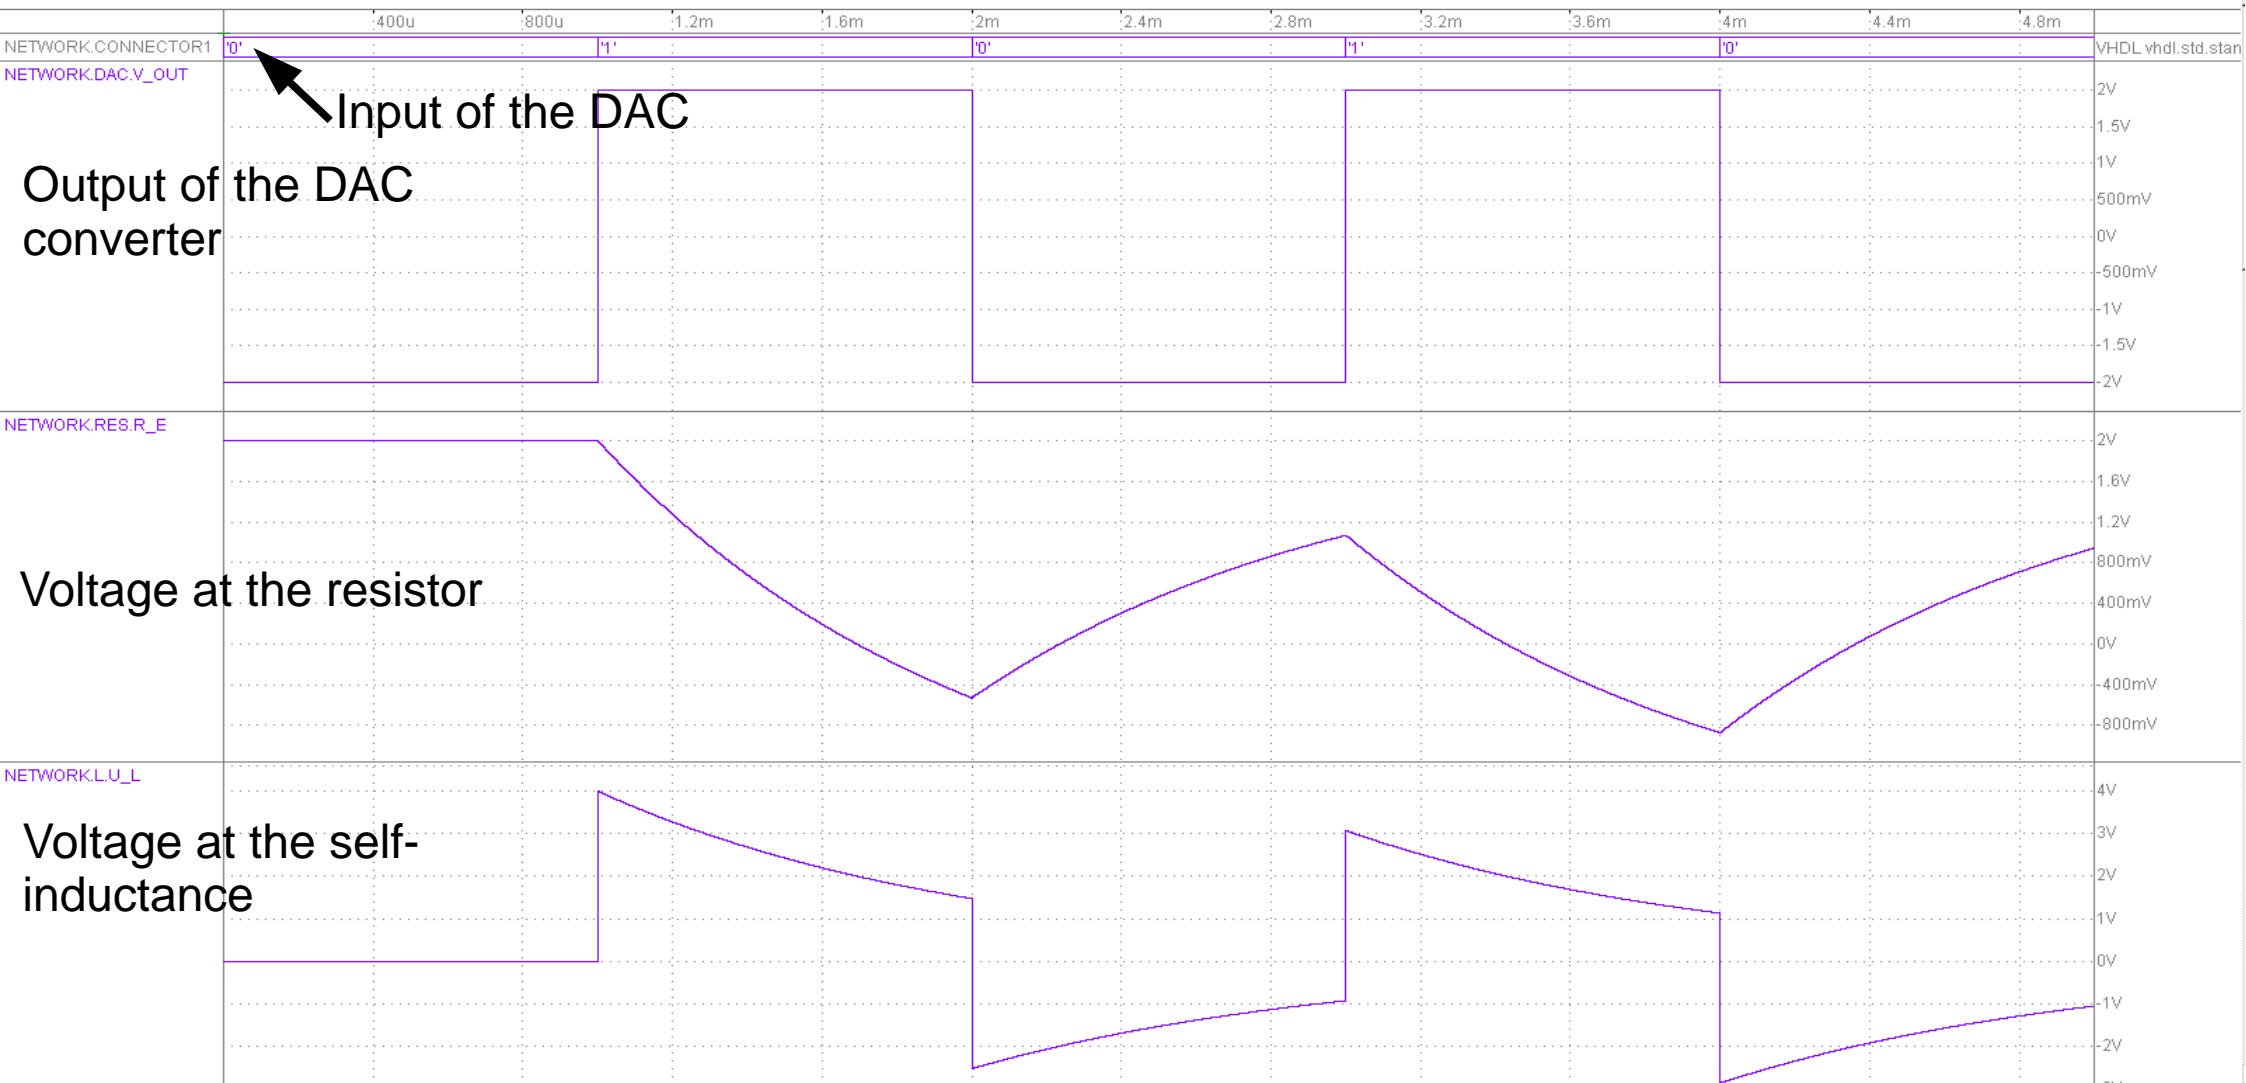 :400u :800u :1.2m :1.6m :2m :2.4m :2.8m :3.2m :3.6m :4m :4.4m :4.8m
NETWORK.CONNECTOR1 '0' '1' '0' '1' '0' VHDL vhdl.std.stan
NETWORK.DAC.V_OUT
2V
Input of the DAC
1.5V
1V
Output of the DAC
500mV
converter
0V
-500mV
-1V
-1.5V
-2V
NETWORK.RES.R_E
2V
1.6V
1.2V
800mV
Voltage at the resistor
400mV
0V
-400mV
-800mV
NETWORK.L.U_L
4V
3V
Voltage at the self-
2V
inductance
1V
0V
-1V
-2V